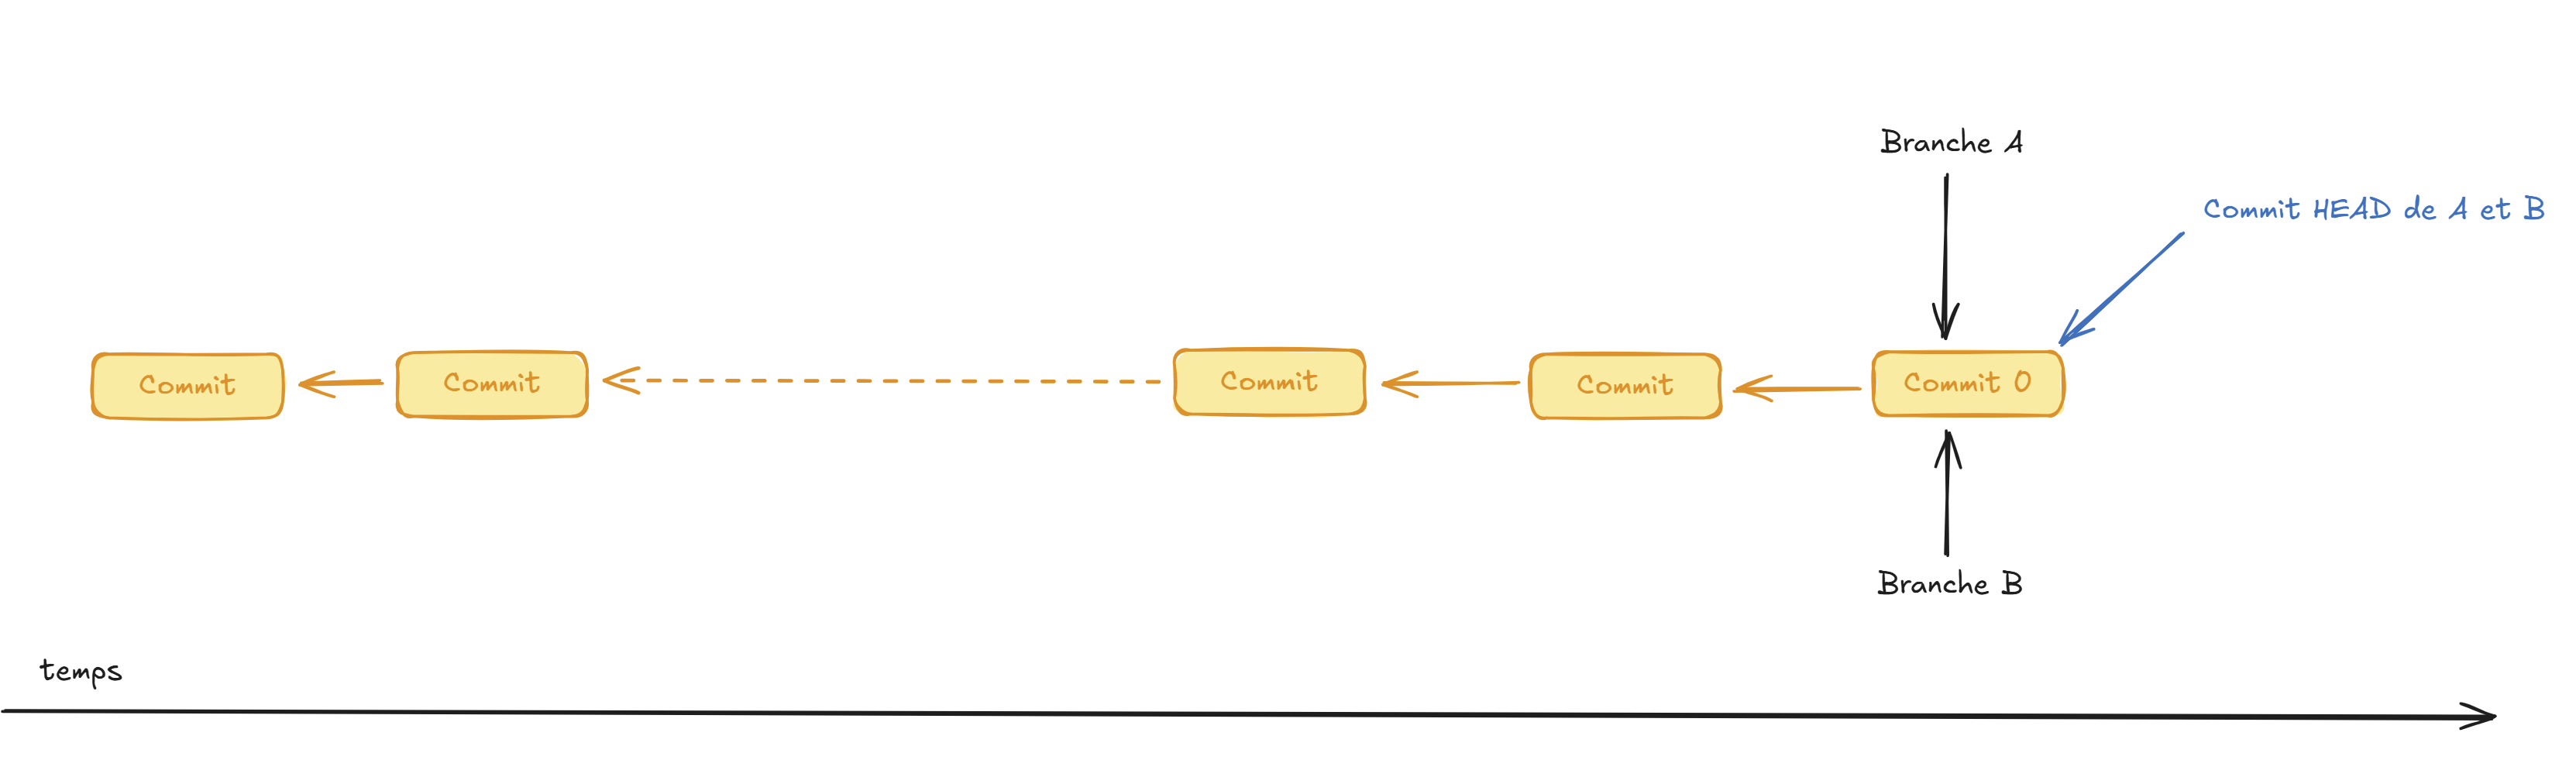 Branche A
Commit HEAD de A et B
Commit
Commit
Commit
Commit
Commit 0
Branche B
temps